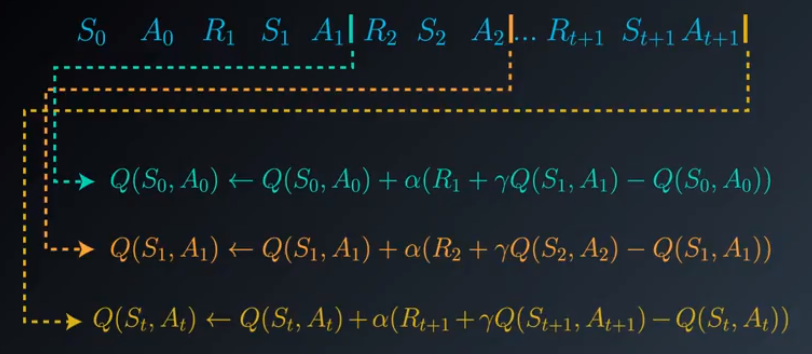 S₀ A₀ R₁ S₁ A₁ R₂ S₂ A₂ ... Rₜ₊₁ Sₜ₊₁ Aₜ₊₁
Q(S₀, A₀) ← Q(S₀, A₀) + α(R₁ + γQ(S₁, A₁) − Q(S₀, A₀))
Q(S₁, A₁) ← Q(S₁, A₁) + α(R₂ + γQ(S₂, A₂) − Q(S₁, A₁))
Q(Sₜ, Aₜ) ← Q(Sₜ, Aₜ) + α(Rₜ₊₁ + γQ(Sₜ₊₁, Aₜ₊₁) − Q(Sₜ, Aₜ))